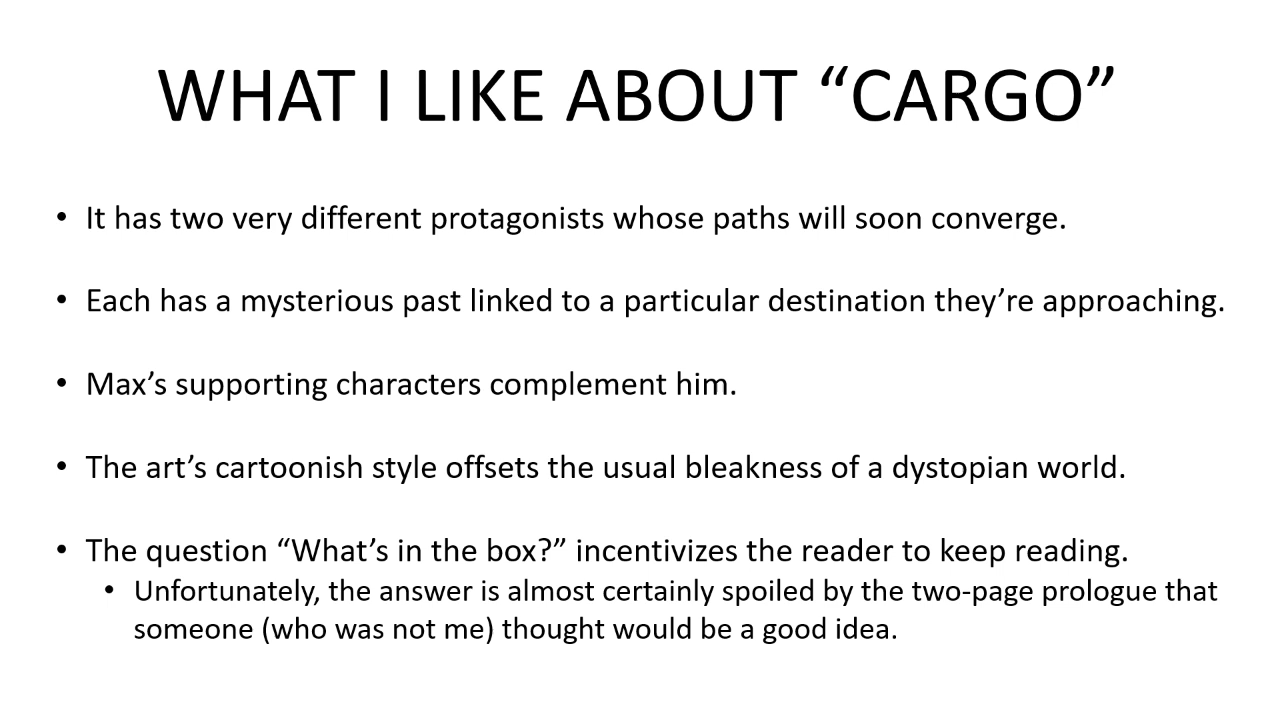 WHAT I LIKE ABOUT “CARGO”
• It has two very different protagonists whose paths will soon converge.
• Each has a mysterious past linked to a particular destination they’re approaching.
• Max’s supporting characters complement him.
• The art’s cartoonish style offsets the usual bleakness of a dystopian world.
• The question “What’s in the box?” incentivizes the reader to keep reading.
• Unfortunately, the answer is almost certainly spoiled by the two-page prologue that
someone (who was not me) thought would be a good idea.